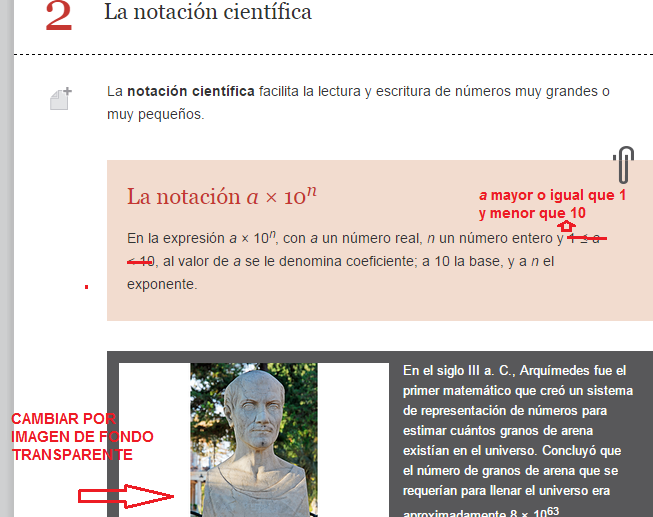 2 La notación científica
La notación científica facilita la lectura y escritura de números muy grandes o
muy pequeños.
La notación a × 10ⁿ
a mayor o igual que 1
y menor que 10
En la expresión a × 10ⁿ, con a un número real, n un número entero y 1 ≤ a
< 10, al valor de a se le denomina coeficiente; a 10 la base, y a n el
exponente.
CAMBIAR POR
IMAGEN DE FONDO
TRANSPARENTE
En el siglo III a. C., Arquímedes fue el
primer matemático que creó un sistema
de representación de números para
estimar cuántos granos de arena
existían en el universo. Concluyó que
el número de granos de arena que se
requerían para llenar el universo era
aproximadamente 8 × 10⁶³